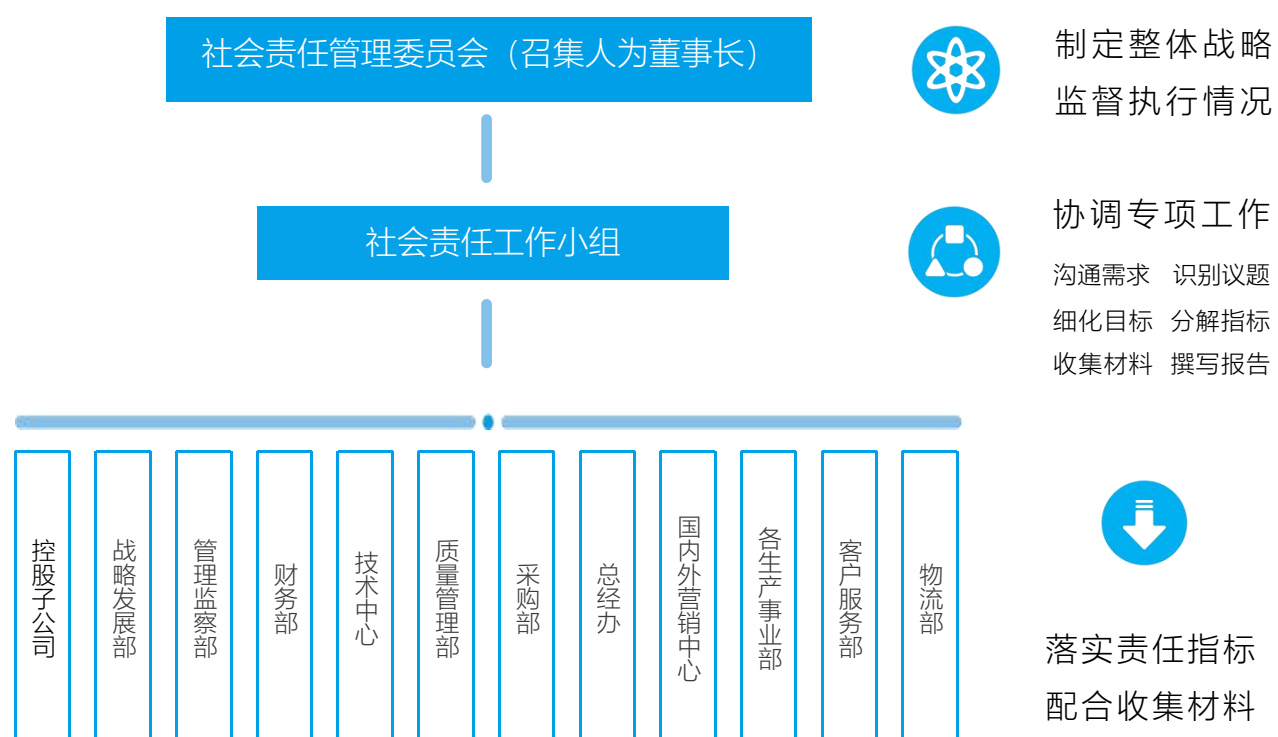 社会责任管理委员会（召集人为董事长）
制定整体战略
监督执行情况
社会责任工作小组
协调专项工作
沟通需求 识别议题
细化目标 分解指标
收集材料 撰写报告
控股子公司
战略发展部
管理监察部
财务部
技术中心
质量管理部
采购部
总经办
国内外营销中心
各生产事业部
客户服务部
物流部
落实责任指标
配合收集材料